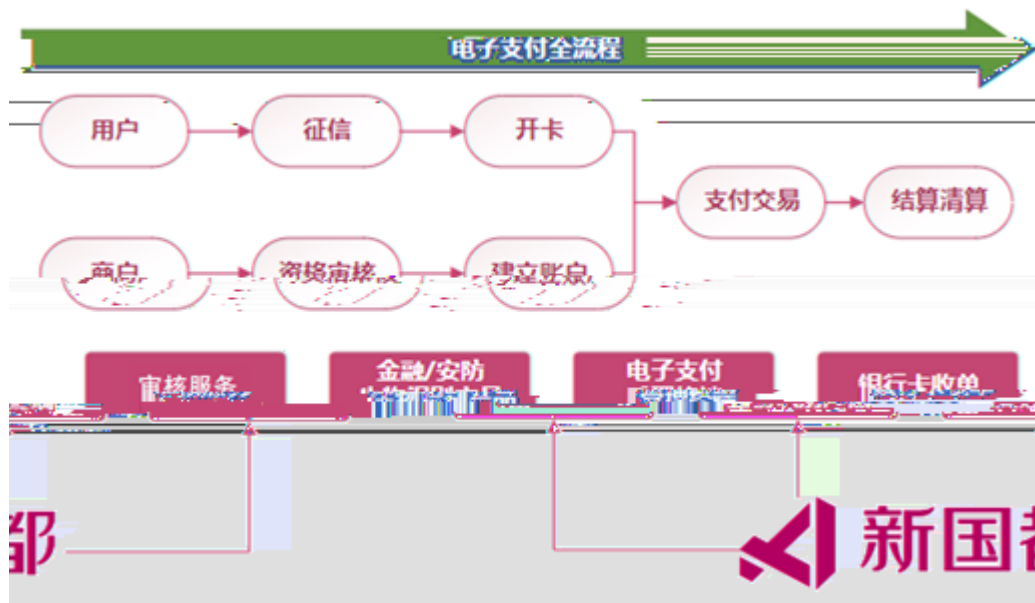 电子支付全流程
用户
征信
开卡
支付交易
结算清算
商户
资格审核
建立账户
审核服务
金融/安防
电子支付
银行卡收单
都
新国